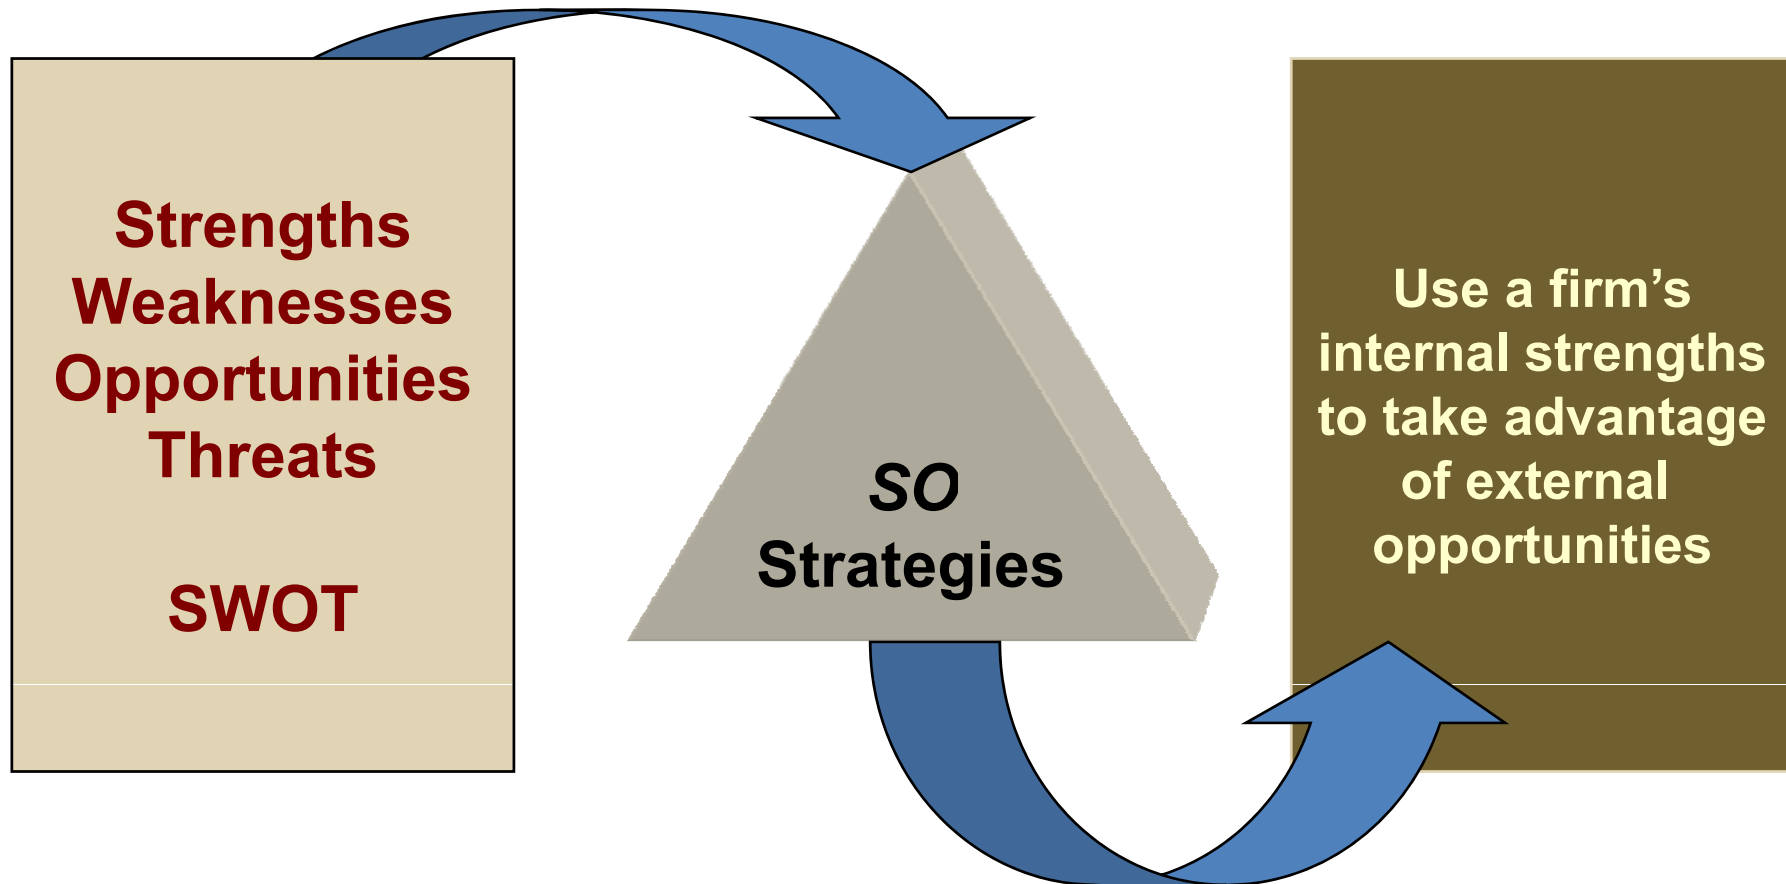 Strengths
Weaknesses
Opportunities
Threats
SWOT
SO
Strategies
Use a firm’s
internal strengths
to take advantage
of external
opportunities